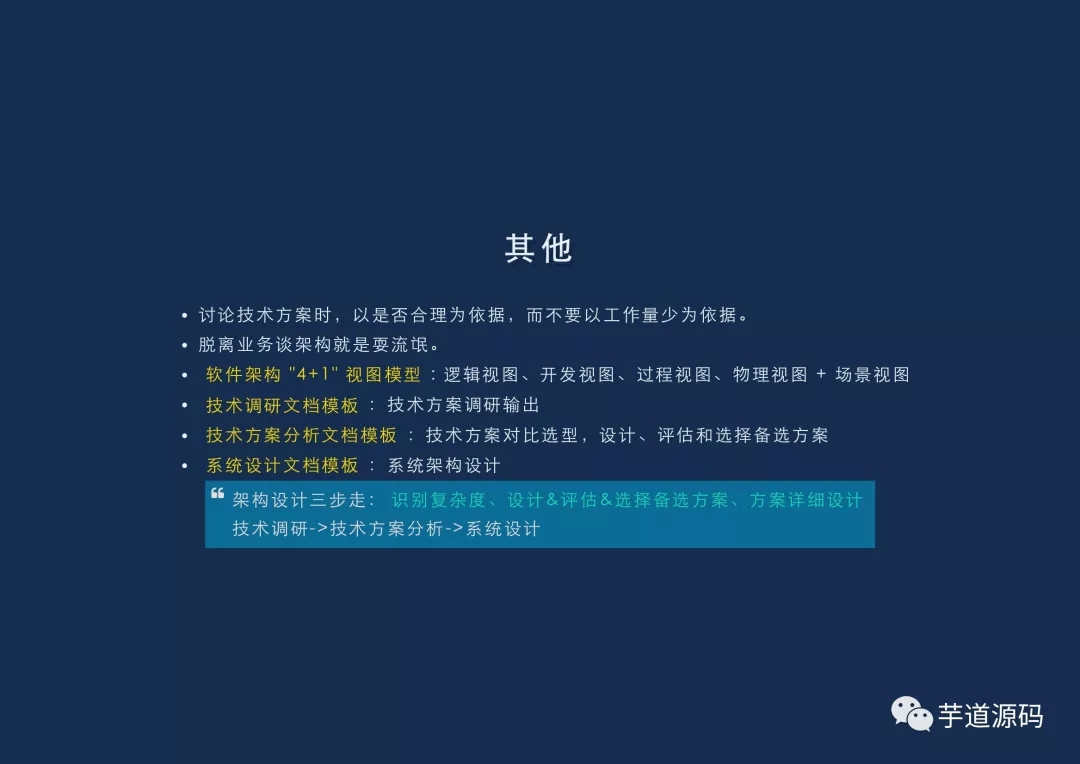 其他
• 讨论技术方案时，以是否合理为依据，而不要以工作量少为依据。
• 脱离业务谈架构就是耍流氓。
• 软件架构 "4+1" 视图模型 ：逻辑视图、开发视图、过程视图、物理视图 + 场景视图
• 技术调研文档模板 ：技术方案调研输出
• 技术方案分析文档模板 ：技术方案对比选型，设计、评估和选择备选方案
• 系统设计文档模板 ：系统架构设计
❝ 架构设计三步走： 识别复杂度、设计&评估&选择备选方案、方案详细设计
技术调研->技术方案分析->系统设计
芋道源码